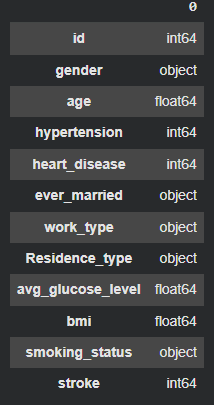 0
id int64
gender object
age float64
hypertension int64
heart_disease int64
ever_married object
work_type object
Residence_type object
avg_glucose_level float64
bmi float64
smoking_status object
stroke int64